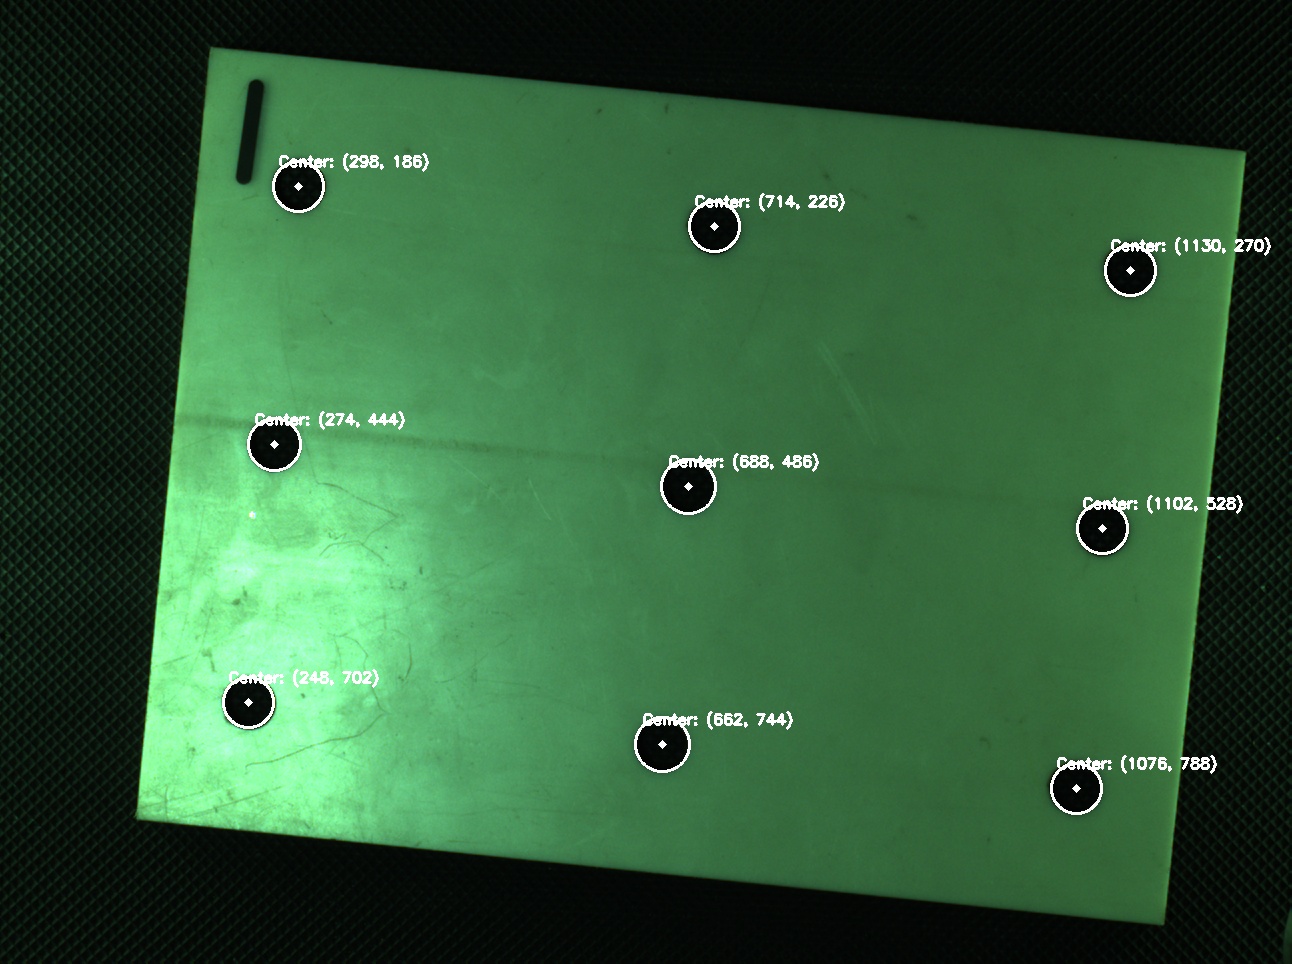 Center: (298, 186)
Center: (714, 226)
Center: (1130, 270)
Center: (274, 444)
Center: (688, 486)
Center: (1102, 528)
Center: (248, 702)
Center: (662, 744)
Center: (1076, 788)